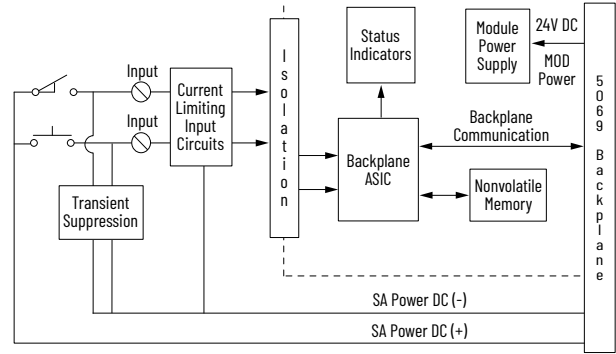 Input
Input
Current
Limiting
Input
Circuits
Transient
Suppression
Isolation
Status
Indicators
Backplane
ASIC
Module
Power
Supply
24V DC
MOD
Power
Backplane
Communication
Nonvolatile
Memory
5069 Backplane
SA Power DC (-)
SA Power DC (+)